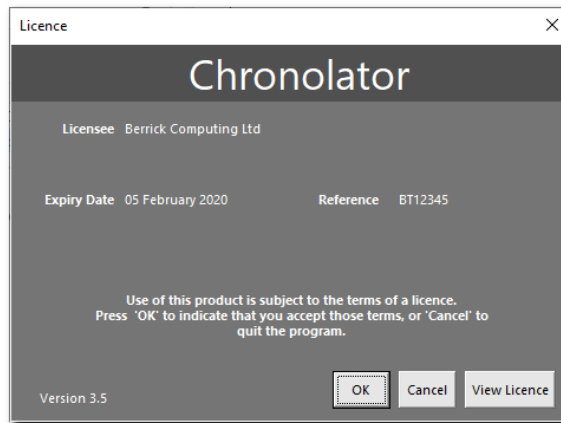 Licence
Chronolator
Licensee Berrick Computing Ltd
Expiry Date 05 February 2020 Reference BT12345
Use of this product is subject to the terms of a licence.
Press 'OK' to indicate that you accept those terms, or 'Cancel' to
quit the program.
Version 3.5 OK Cancel View Licence